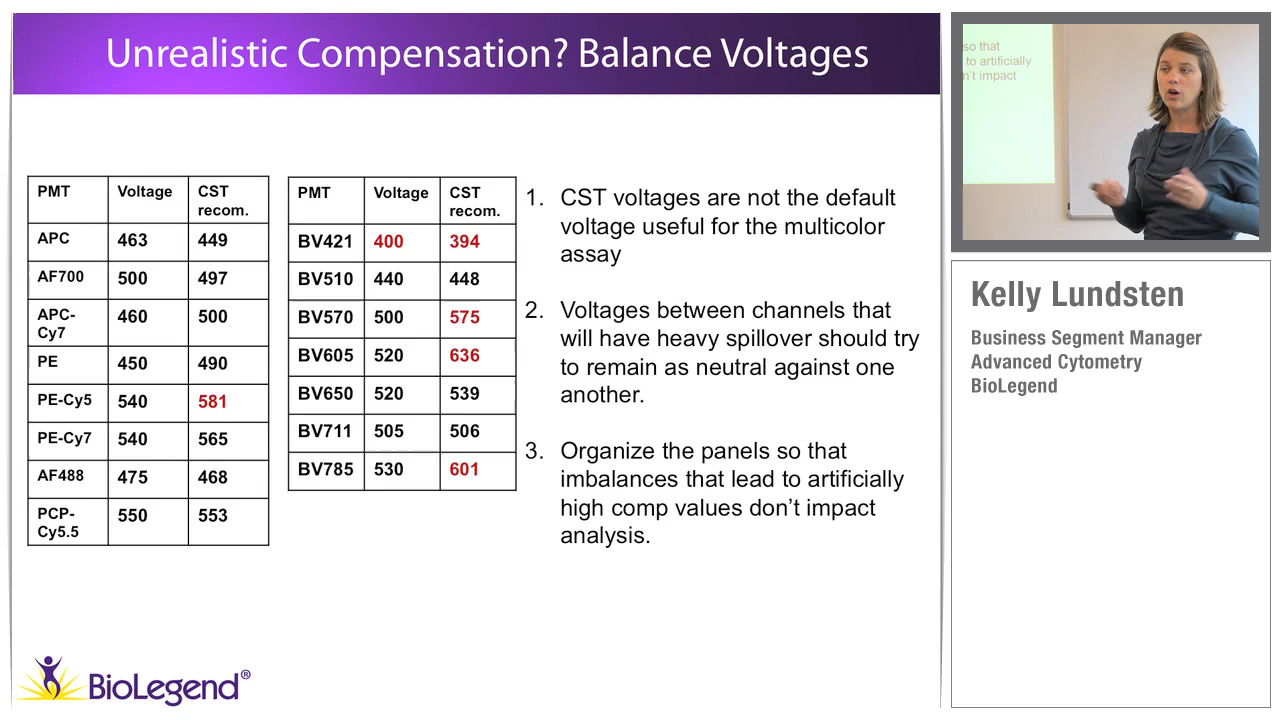 Unrealistic Compensation? Balance Voltages
PMT Voltage CST recom.
APC 463 449
AF700 500 497
APC-Cy7 460 500
PE 450 490
PE-Cy5 540 581
PE-Cy7 540 565
AF488 475 468
PCP-Cy5.5 550 553
PMT Voltage CST recom.
BV421 400 394
BV510 440 448
BV570 500 575
BV605 520 636
BV650 520 539
BV711 505 506
BV785 530 601
1. CST voltages are not the default
voltage useful for the multicolor
assay
2. Voltages between channels that
will have heavy spillover should try
to remain as neutral against one
another.
3. Organize the panels so that
imbalances that lead to artificially
high comp values don't impact
analysis.
BioLegend®
so that
to artificially
n't impact
Kelly Lundsten
Business Segment Manager
Advanced Cytometry
BioLegend